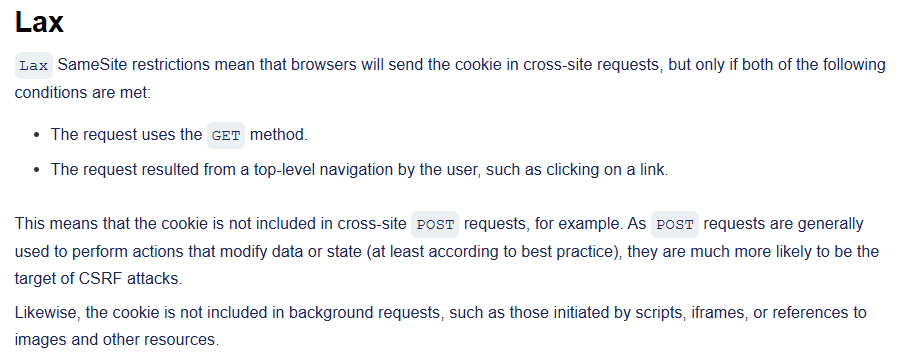 Lax
Lax SameSite restrictions mean that browsers will send the cookie in cross-site requests, but only if both of the following
conditions are met:
• The request uses the GET method.
• The request resulted from a top-level navigation by the user, such as clicking on a link.
This means that the cookie is not included in cross-site POST requests, for example. As POST requests are generally
used to perform actions that modify data or state (at least according to best practice), they are much more likely to be the
target of CSRF attacks.
Likewise, the cookie is not included in background requests, such as those initiated by scripts, iframes, or references to
images and other resources.